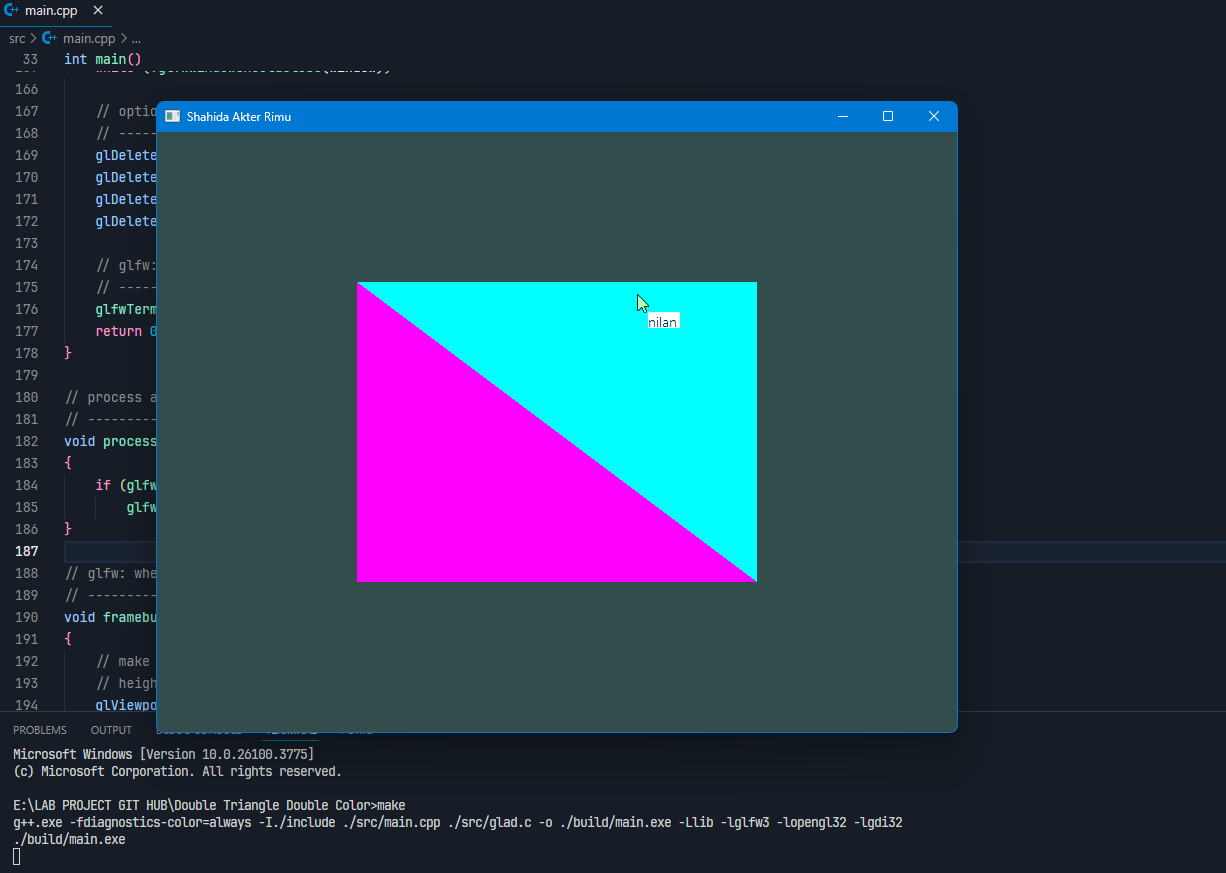 main.cpp
src > main.cpp > ...
33 int main()
166
167 // optio
168 // -----
169 glDelete
170 glDelete
171 glDelete
172 glDelete
173
174 // glfw:
175 // -----
176 glfwTerm
177 return 0
178 }
179
180 // process a
181 // ---------
182 void process
183 {
184 if (glfw
185 glfw
186 }
187
188 // glfw: whe
189 // ---------
190 void framebu
191 {
192 // make
193 // heigh
194 glViewpo
Shahida Akter Rimu
nilan
PROBLEMS OUTPUT
Microsoft Windows [Version 10.0.26100.3775]
(c) Microsoft Corporation. All rights reserved.
E:\LAB PROJECT GIT HUB\Double Triangle Double Color>make
g++.exe -fdiagnostics-color=always -I./include ./src/main.cpp ./src/glad.c -o ./build/main.exe -Llib -lglfw3 -lopengl32 -lgdi32
./build/main.exe